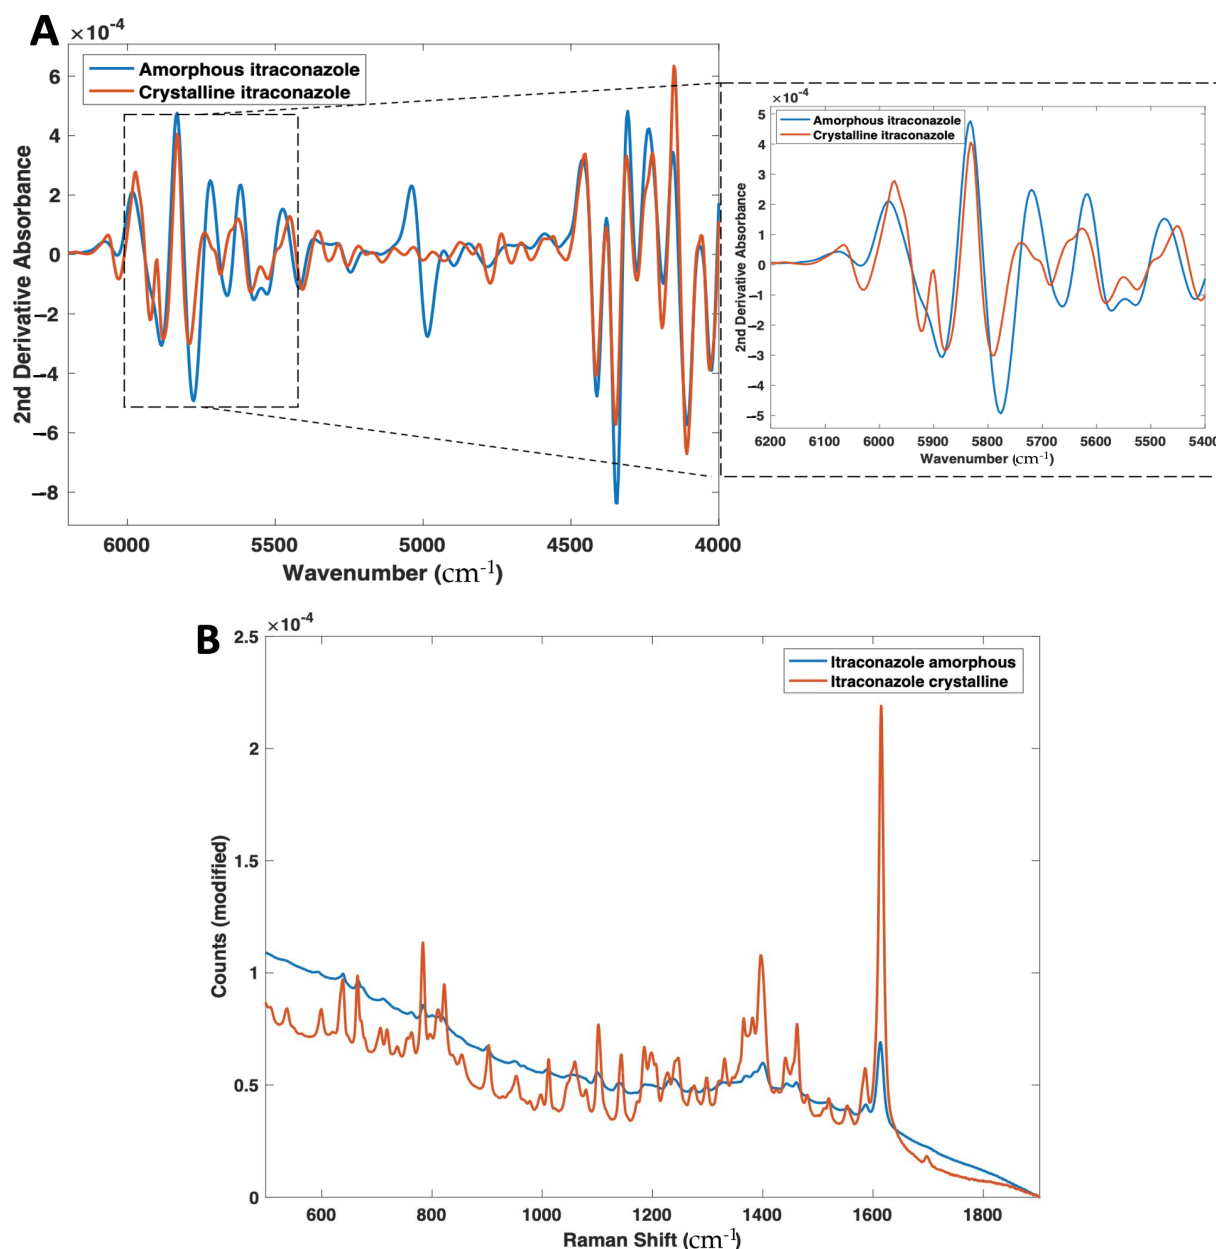 A
×10-4
Amorphous itraconazole
Crystalline itraconazole
6
4
2
0
−2
−4
−6
−8
2nd Derivative Absorbance
6000 5500 5000 4500 4000
Wavenumber (cm-1)
×10-4
Amorphous itraconazole
Crystalline itraconazole
5
4
3
2
1
0
−1
−2
−3
−4
−5
2nd Derivative Absorbance
6200 6100 6000 5900 5800 5700 5600 5500 5400
Wavenumber (cm-1)
B
×10-4
Itraconazole amorphous
Itraconazole crystalline
2.5
2
1.5
1
0.5
0
Counts (modified)
600 800 1000 1200 1400 1600 1800
Raman Shift (cm-1)